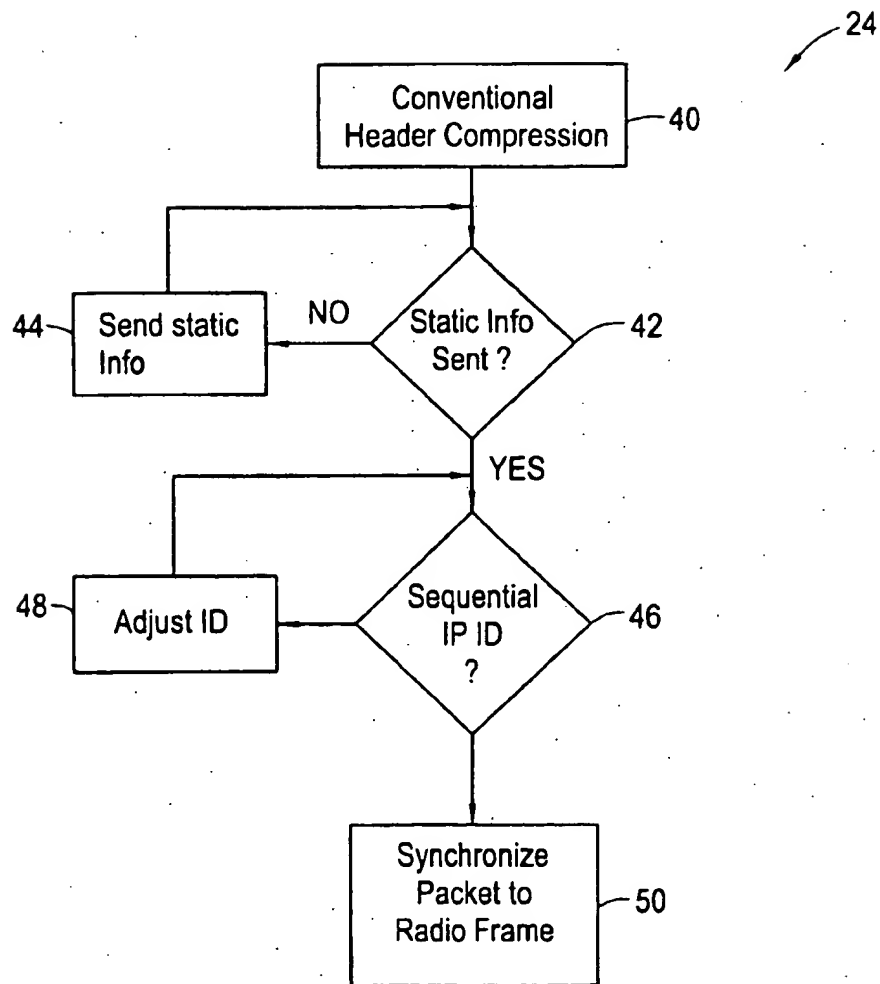 24
Conventional
Header Compression
40
NO
Static Info
Sent ?
42
44
Send static
Info
YES
Sequential
IP ID
?
46
48
Adjust ID
Synchronize
Packet to
Radio Frame
50